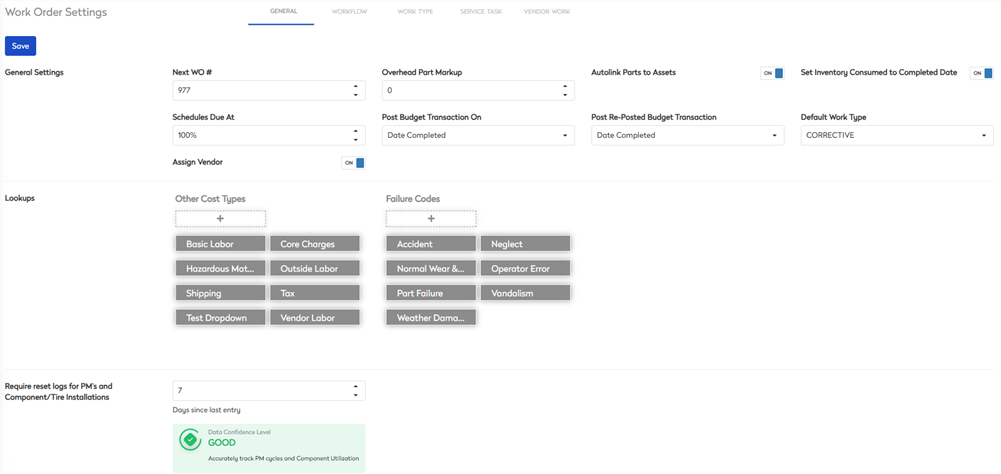 Work Order Settings
GENERAL
WORKFLOW
WORK TYPE
SERVICE TASK
VENDOR WORK
Save
General Settings
Next WO #
Overhead Part Markup
Autolink Parts to Assets
ON
Set Inventory Consumed to Completed Date
ON
977
0
Schedules Due At
Post Budget Transaction On
Post Re-Posted Budget Transaction
Default Work Type
100%
Date Completed
Date Completed
CORRECTIVE
Assign Vendor
ON
Lookups
Other Cost Types
Failure Codes
+
+
Basic Labor
Core Charges
Accident
Neglect
Hazardous Mat...
Outside Labor
Normal Wear &...
Operator Error
Shipping
Tax
Part Failure
Vandalism
Test Dropdown
Vendor Labor
Weather Dama...
Require reset logs for PM's and
Component/Tire Installations
7
Days since last entry
Data Confidence Level
GOOD
Accurately track PM cycles and Component Utilization